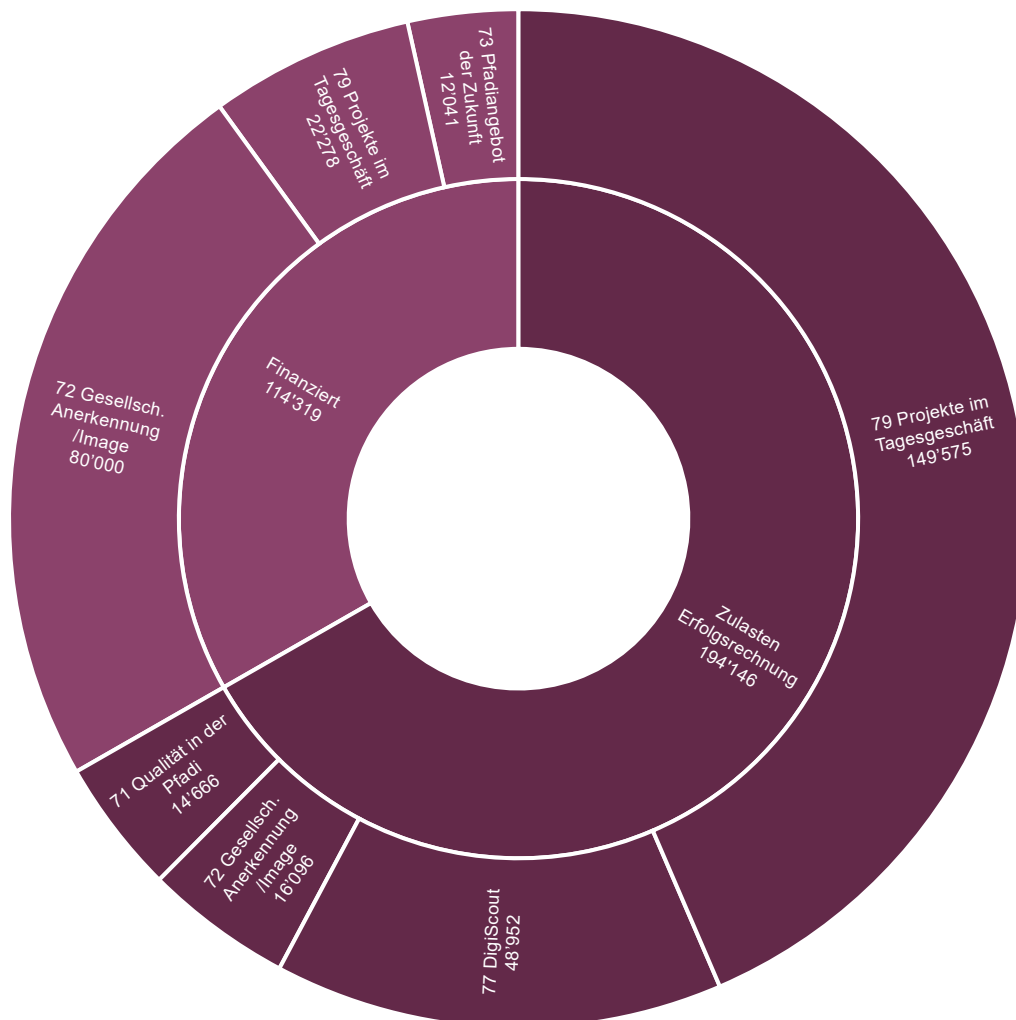 73 Pfadiangebot
der Zukunft
12’041
79 Projekte im
Tagesgeschäft
22’278
72 Gesellsch.
Anerkennung
/Image
80’000
Finanziert
114'319
79 Projekte im
Tagesgeschäft
149’575
Zulasten
Erfolgsrechnung
194'146
71 Qualität in der
Pfadi
14’666
72 Gesellsch.
Anerkennung
/Image
16’096
77 DigiScout
48’952